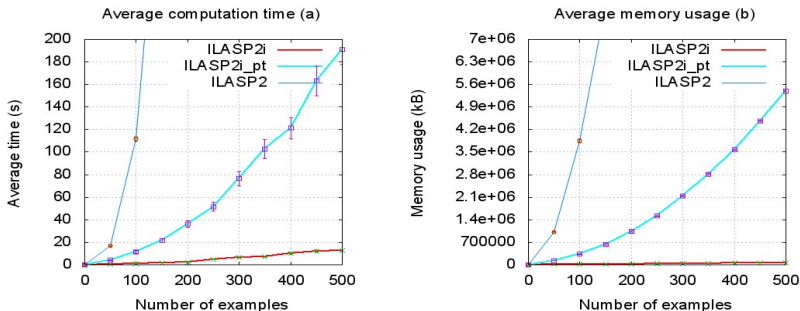 Average computation time (a)
200
180
160
140
120
100
80
60
40
20
0
Average time (s)
ILASP2i
ILASP2i_pt
ILASP2
0 100 200 300 400 500
Number of examples
Average memory usage (b)
7e+06
6.3e+06
5.6e+06
4.9e+06
4.2e+06
3.5e+06
2.8e+06
2.1e+06
1.4e+06
700000
0
Memory usage (kB)
ILASP2i
ILASP2i_pt
ILASP2
0 100 200 300 400 500
Number of examples